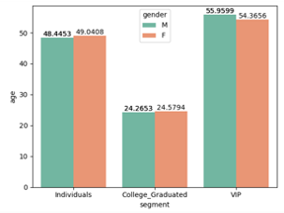 gender
M
F
48.4453
49.0408
24.2653
24.5794
55.9599
54.3656
50
40
30
20
10
0
age
Individuals
College_Graduated
VIP
segment